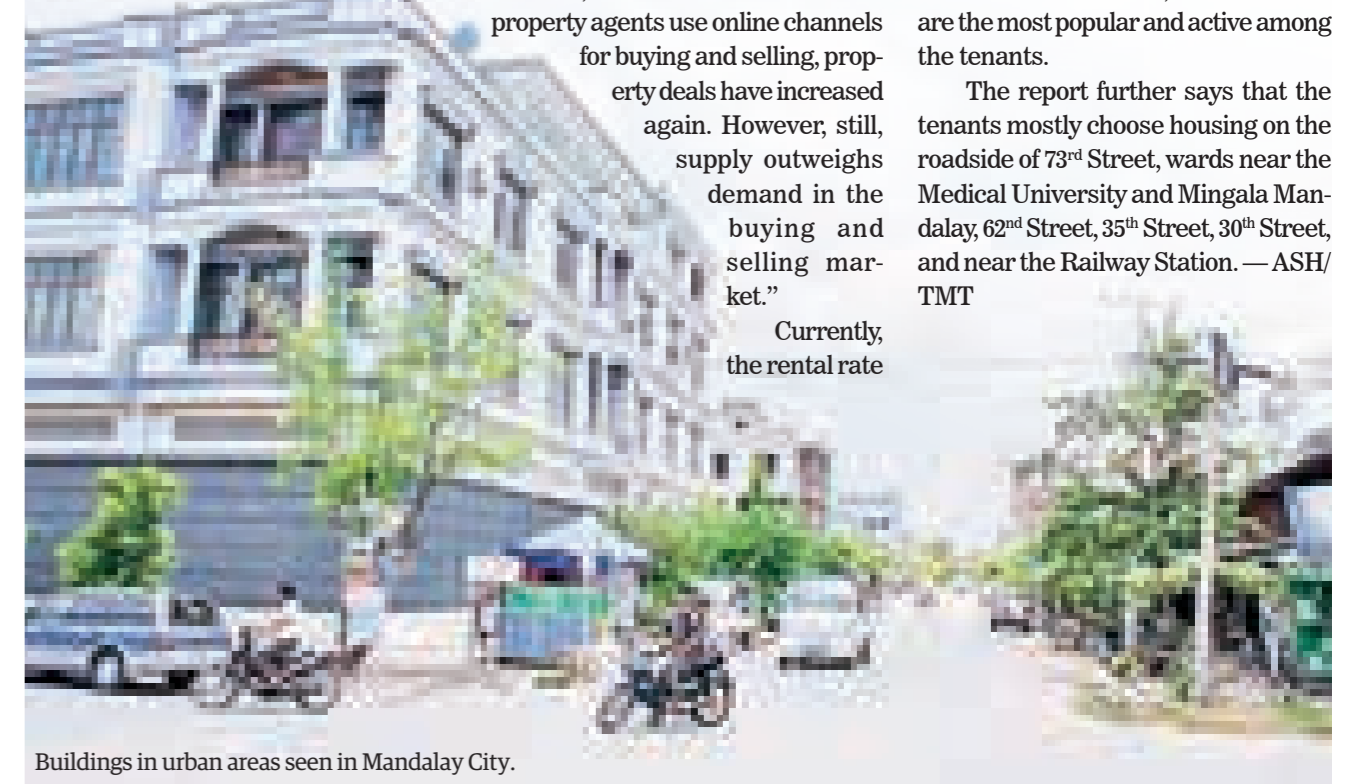 property agents use online channels
for buying and selling, prop-
erty deals have increased
again. However, still,
supply outweighs
demand in the
buying and
selling mar-
ket.”
Currently,
the rental rate
are the most popular and active among
the tenants.
The report further says that the
tenants mostly choose housing on the
roadside of 73rd Street, wards near the
Medical University and Mingala Man-
dalay, 62nd Street, 35th Street, 30th Street,
and near the Railway Station. — ASH/
TMT
Buildings in urban areas seen in Mandalay City.